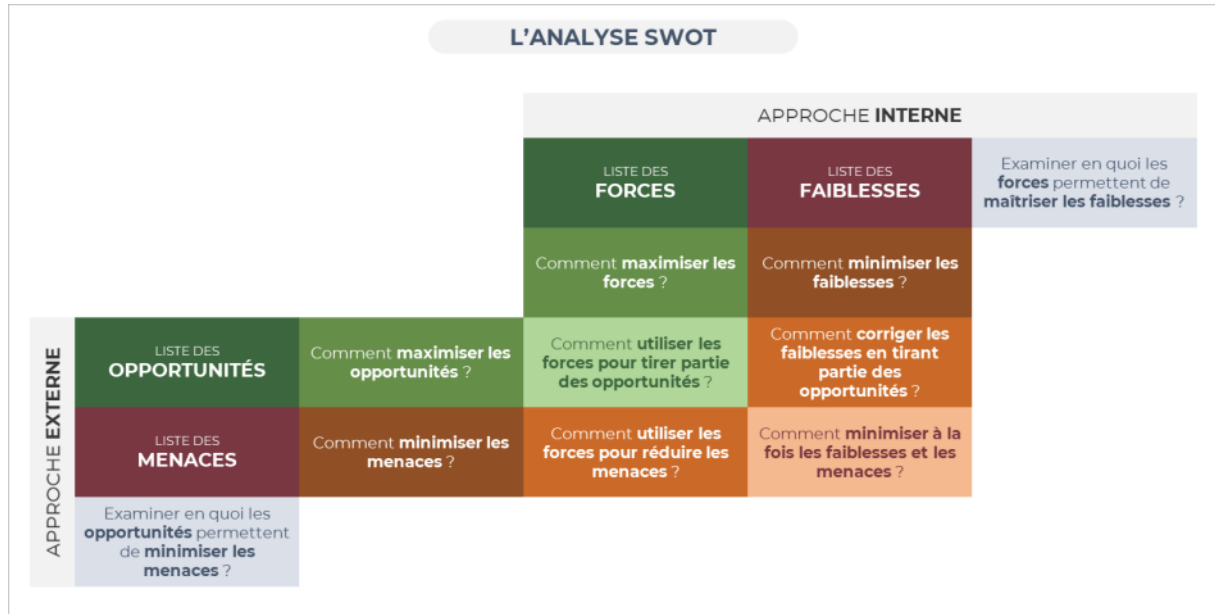 L'ANALYSE SWOT
APPROCHE INTERNE
LISTE DES
FORCES
LISTE DES
FAIBLESSES
Examiner en quoi les
forces permettent de
maîtriser les faiblesses ?
Comment maximiser les
forces ?
Comment minimiser les
faiblesses ?
APPROCHE EXTERNE
LISTE DES
OPPORTUNITÉS
Comment maximiser les
opportunités ?
Comment utiliser les
forces pour tirer partie
des opportunités ?
Comment corriger les
faiblesses en tirant
partie des
opportunités ?
LISTE DES
MENACES
Comment minimiser les
menaces ?
Comment utiliser les
forces pour réduire les
menaces ?
Comment minimiser à la
fois les faiblesses et les
menaces ?
Examiner en quoi les
opportunités permettent
de minimiser les
menaces ?